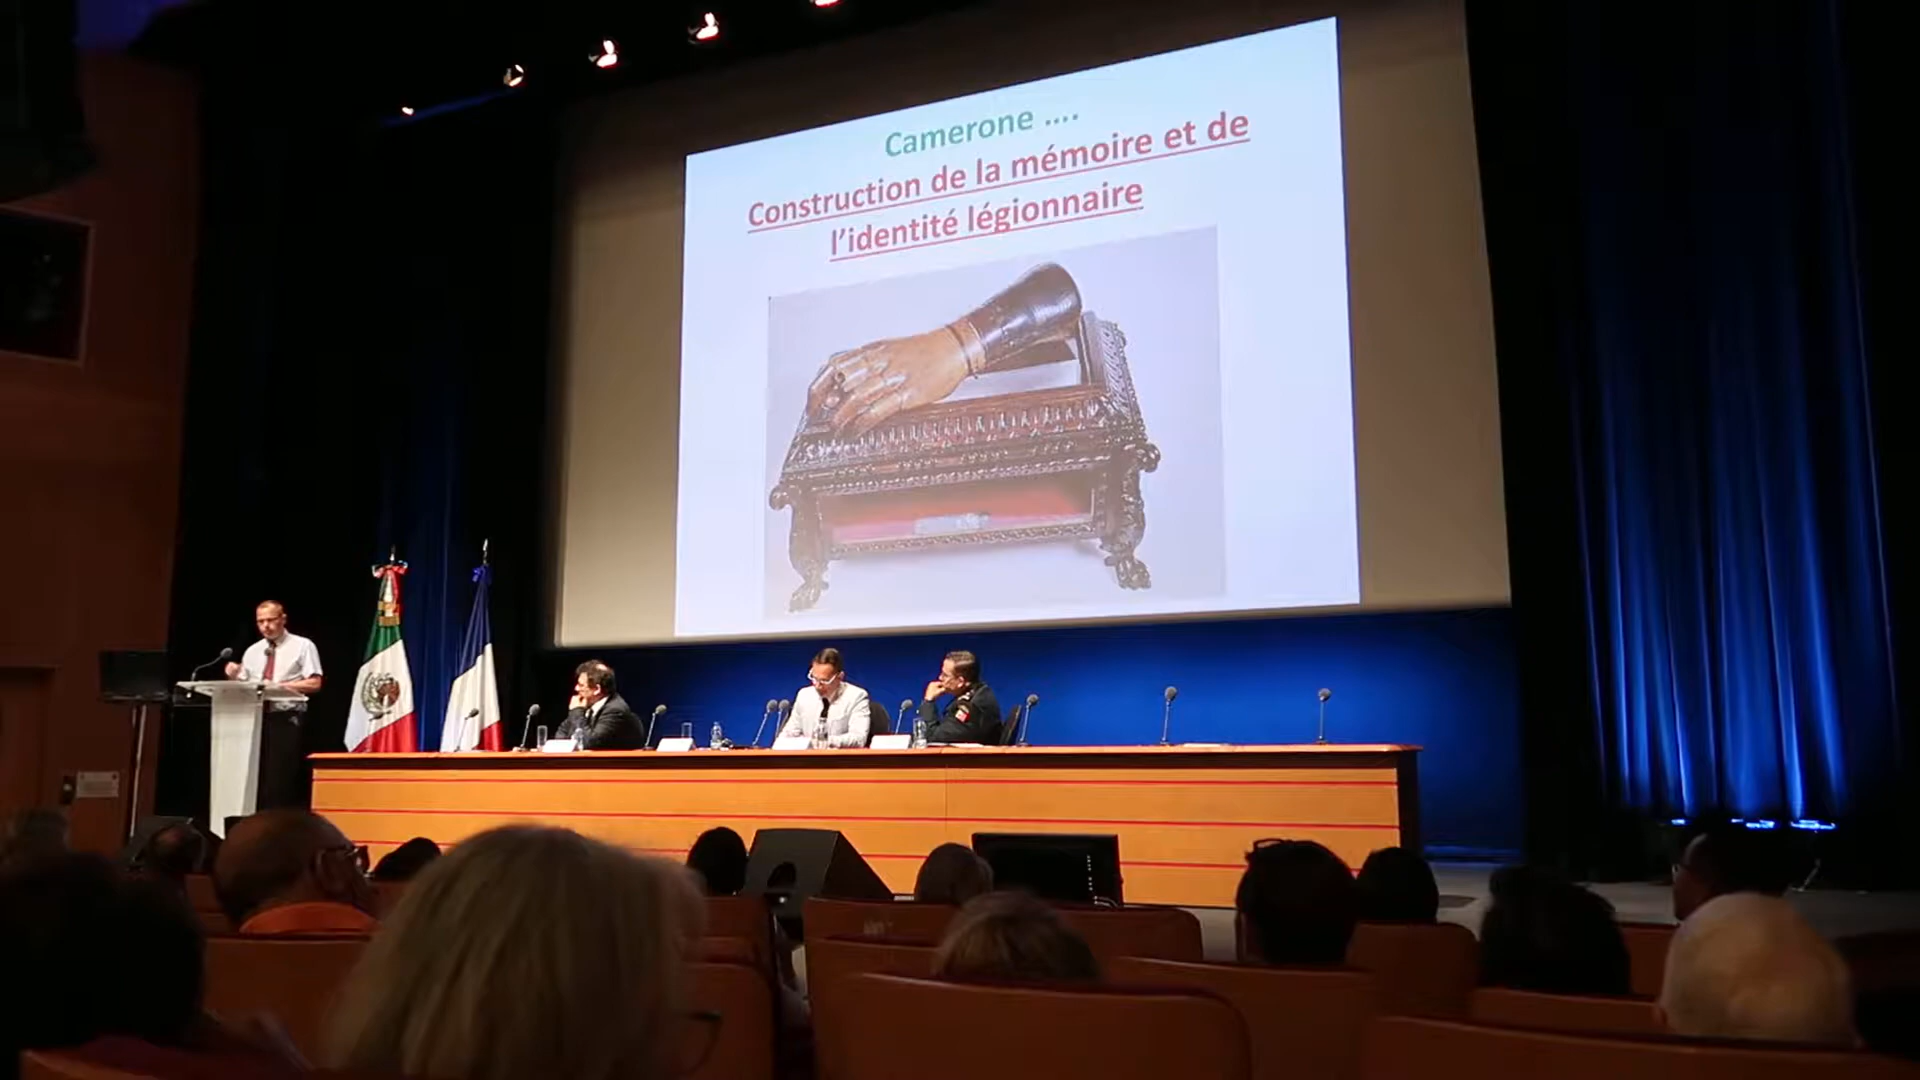 Camerone ....
Construction de la mémoire et de
l’identité légionnaire